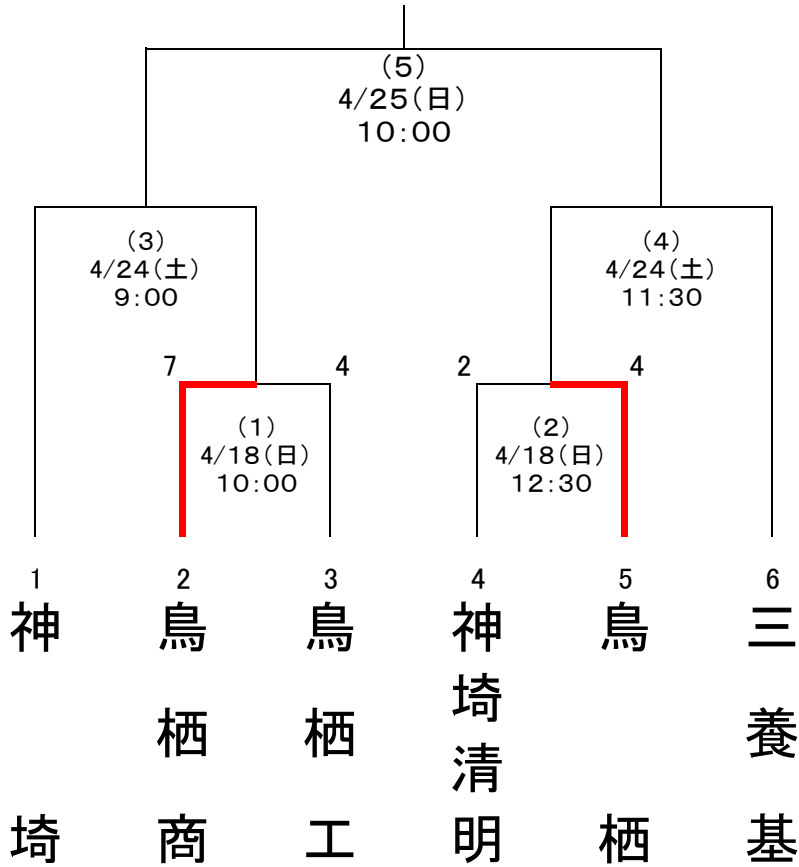 （５）
4/25（日）
10：00
（３）
4/24（土）
9：00
（４）
4/24（土）
11：30
7
4
2
4
（１）
4/18（日）
10：00
（２）
4/18（日）
12：30
1
2
3
4
5
6
神埼
鳥栖商
鳥栖工
神埼清明
鳥栖
三養基